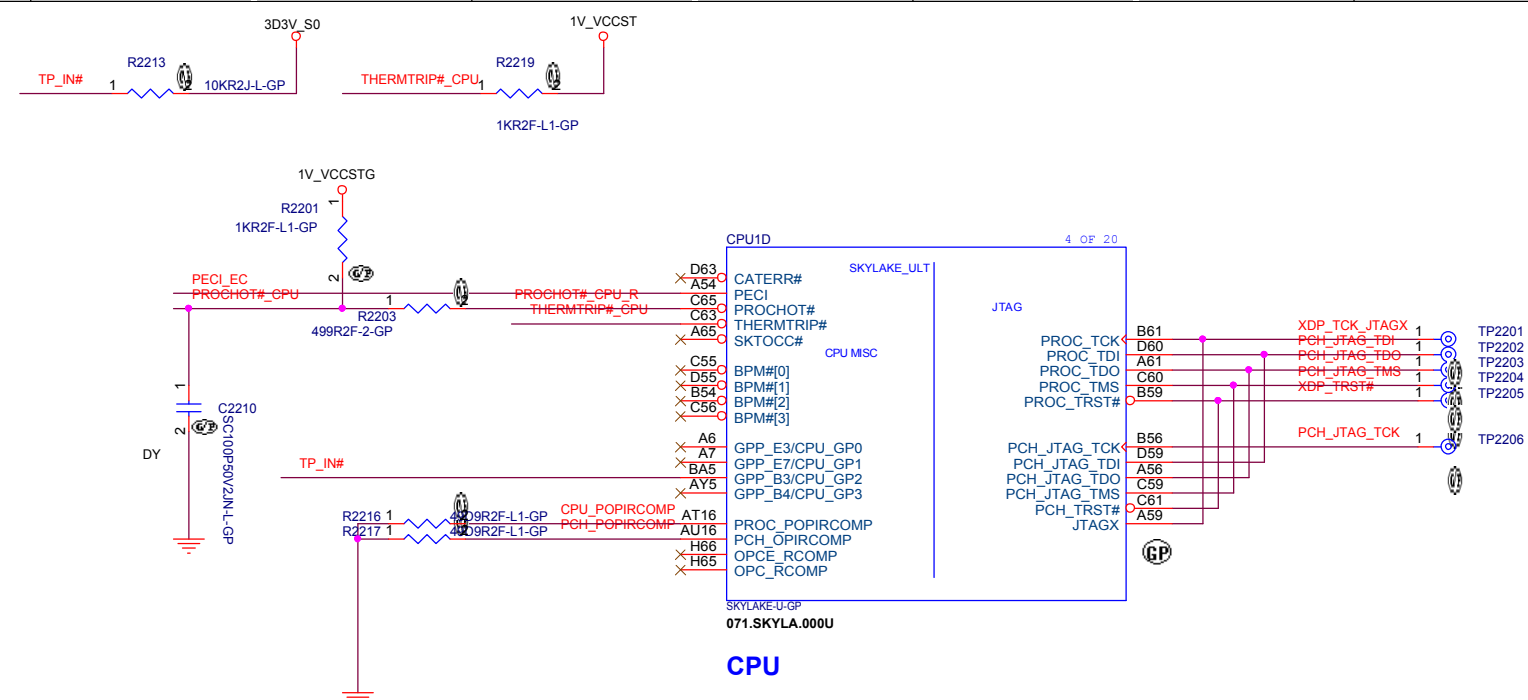 3D3V_S0
1V_VCCST
R2213
R2219
TP_IN#
1
2
10KR2J-L-GP
THERMTRIP#_CPU
1
2
1KR2F-L1-GP
1V_VCCSTG
1
R2201
1KR2F-L1-GP
2
G/P
CPU1D
4 OF 20
SKYLAKE_ULT
PECI_EC
PROCHOT#_CPU
1
2
R2203
499R2F-2-GP
PROCHOT#_CPU_R
THERMTRIP#_CPU
D63
CATERR#
A54
PECI
C65
PROCHOT#
C63
THERMTRIP#
A65
SKTOCC#
CPU MISC
JTAG
C55
BPM#[0]
D55
BPM#[1]
B54
BPM#[2]
C56
BPM#[3]
A6
GPP_E3/CPU_GP0
A7
GPP_E7/CPU_GP1
BA5
GPP_B3/CPU_GP2
AY5
GPP_B4/CPU_GP3
TP_IN#
1
2
C2210
SC100P50V2JN-L-GP
G/P
DY
R2216 1
49D9R2F-L1-GP
CPU_POPIRCOMP
AT16
PROC_POPIRCOMP
R2217 1
49D9R2F-L1-GP
PCH_POPIRCOMP
AU16
PCH_OPIRCOMP
H66
OPCE_RCOMP
H65
OPC_RCOMP
PROC_TCK
B61
XDP_TCK_JTAGX
1
TP2201
PROC_TDI
D60
PCH_JTAG_TDI
1
TP2202
PROC_TDO
A61
PCH_JTAG_TDO
1
TP2203
PROC_TMS
C60
PCH_JTAG_TMS
1
TP2204
PROC_TRST#
B59
XDP_TRST#
1
TP2205
PCH_JTAG_TCK
B56
PCH_JTAG_TCK
1
TP2206
PCH_JTAG_TDI
D59
PCH_JTAG_TDO
A56
PCH_JTAG_TMS
C59
PCH_TRST#
C61
JTAGX
A59
GP
SKYLAKE-U-GP
071.SKYLA.000U
CPU